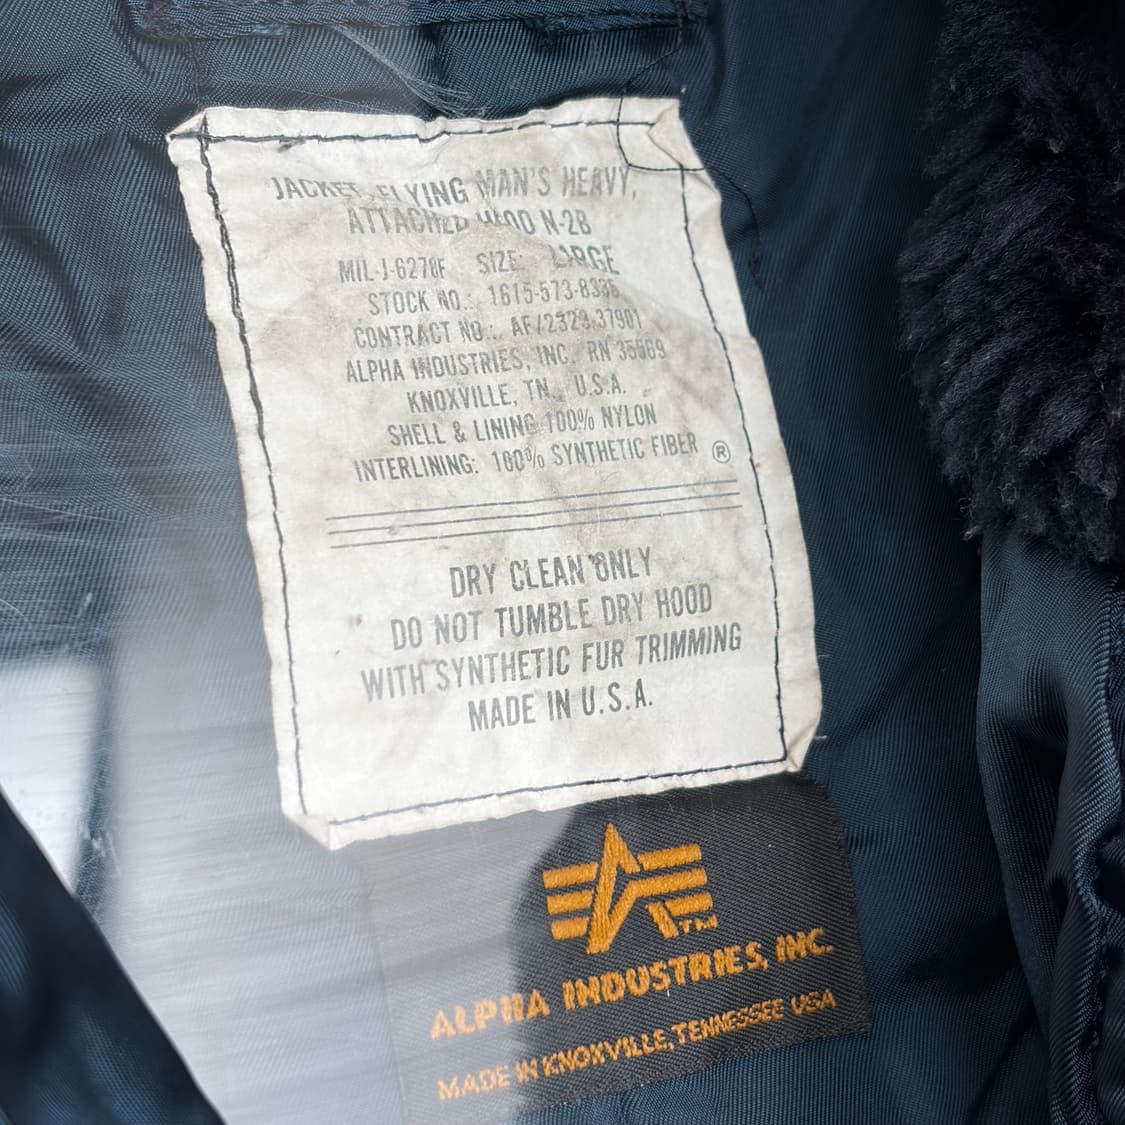 JACKET, FLYING MAN'S HEAVY,
ATTACHED HOOD N-2B
MIL-J-6278F SIZE: LARGE
STOCK NO.: 1615-573-8336
CONTRACT NO.: AF/2323-37901
ALPHA INDUSTRIES, INC. RN 35569
KNOXVILLE, TN., U.S.A.
SHELL & LINING 100% NYLON
INTERLINING: 100% SYNTHETIC FIBER ®
DRY CLEAN ONLY
DO NOT TUMBLE DRY HOOD
WITH SYNTHETIC FUR TRIMMING
MADE IN U.S.A.
TM
ALPHA INDUSTRIES, INC.
MADE IN KNOXVILLE, TENNESSEE USA